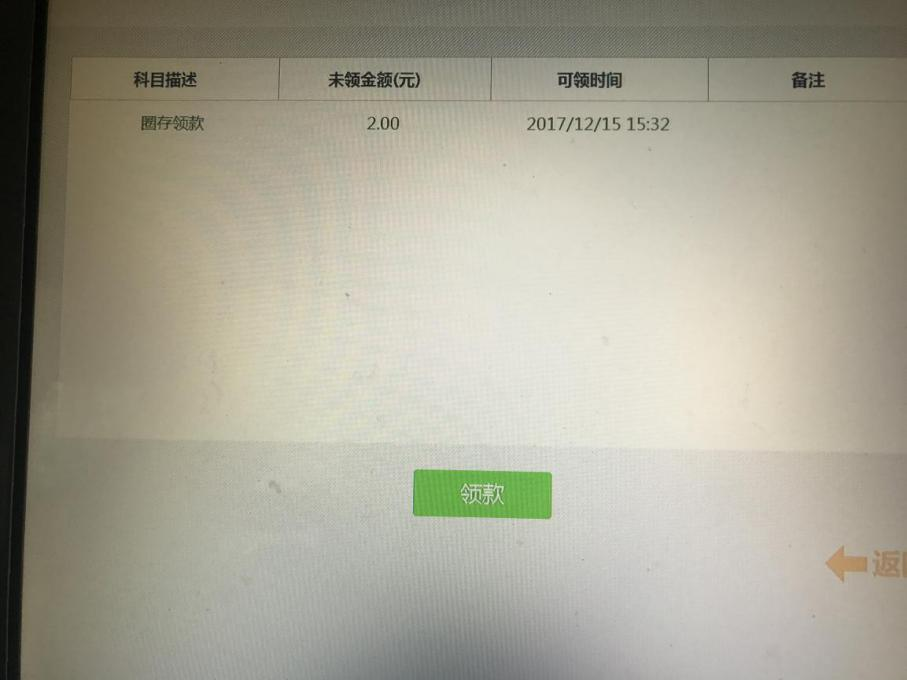 科目描述 未领金额(元) 可领时间 备注
圈存领款 2.00 2017/12/15 15:32
领款
返